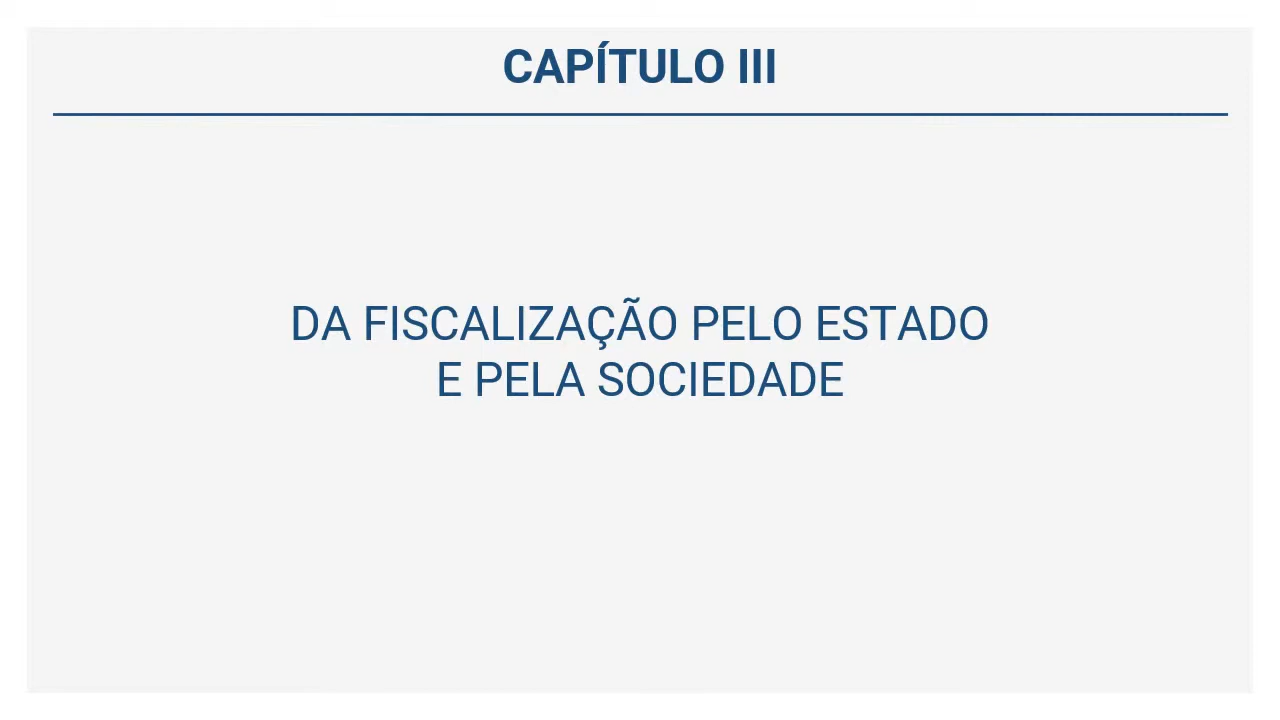 CAPÍTULO III
DA FISCALIZAÇÃO PELO ESTADO
E PELA SOCIEDADE